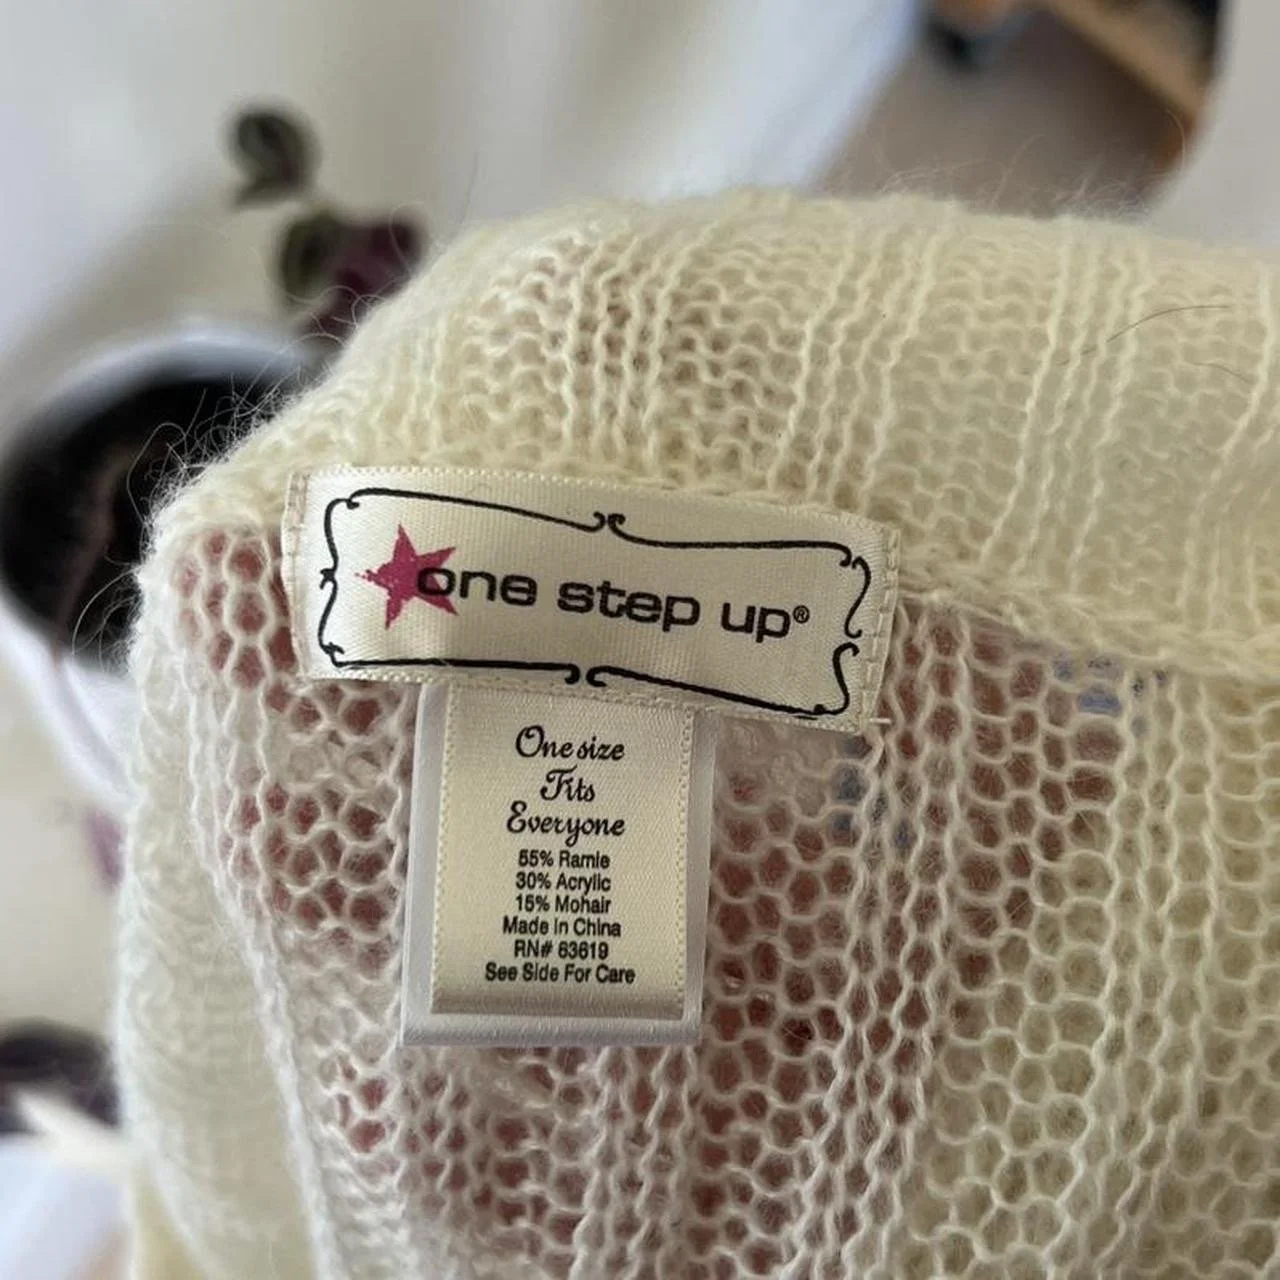 one step up®
One size
Fits
Everyone
55% Ramie
30% Acrylic
15% Mohair
Made in China
RN# 63619
See Side For Care